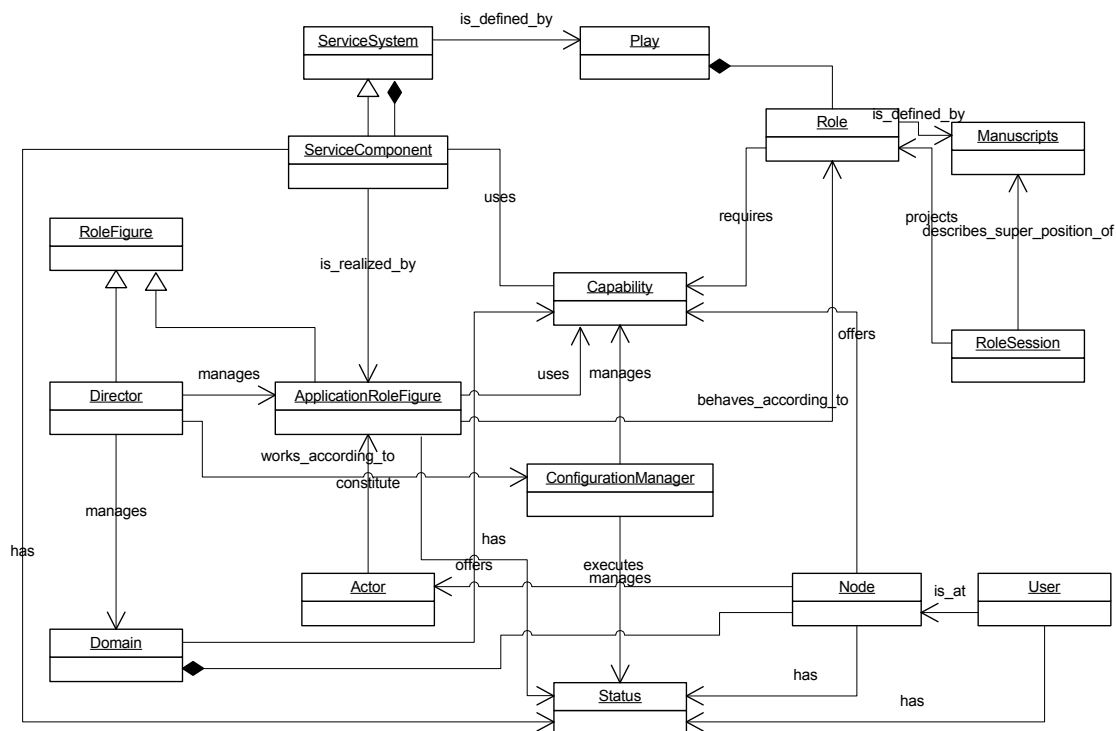 is_defined_by
ServiceSystem
Play
Role
is_defined_by
Manuscripts
ServiceComponent
uses
requires
projects
describes_super_position_of
RoleFigure
is_realized_by
Capability
offers
RoleSession
manages
uses
manages
Director
ApplicationRoleFigure
behaves_according_to
works_according_to
constitute
ConfigurationManager
manages
has
has
offers
executes
manages
Actor
Node
is_at
User
Domain
has
Status
has